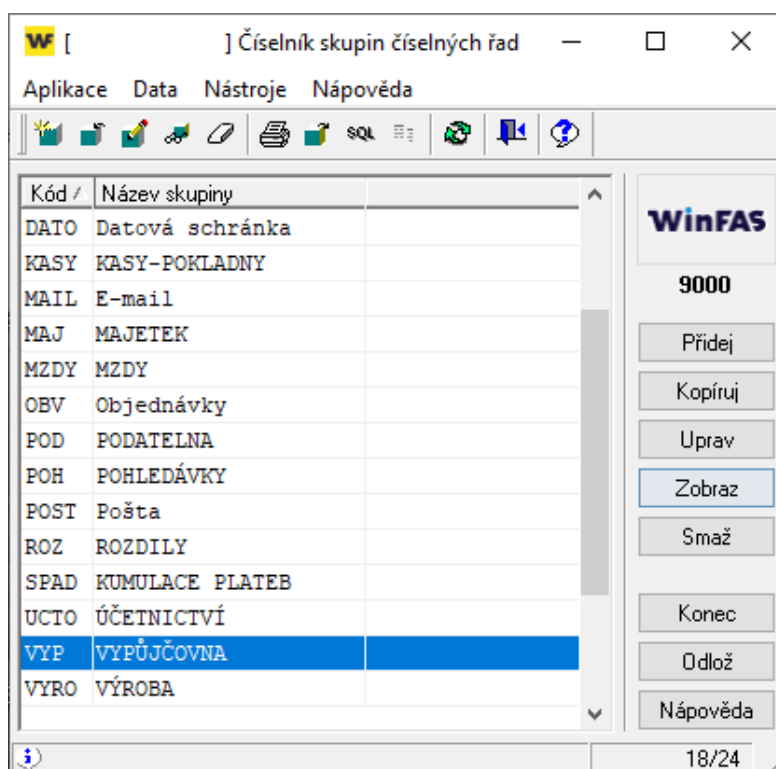 WF [ ] Číselník skupin číselných řad
Aplikace Data Nástroje Nápověda
SQL
Kód Název skupiny
DATO Datová schránka
KASY KASY-POKLADNY
MAIL E-mail
MAJ MAJETEK
MZDY MZDY
OBV Objednávky
POD PODATELNA
POH POHLEDÁVKY
POST Pošta
ROZ ROZDILY
SPAD KUMULACE PLATEB
UCTO ÚČETNICTVÍ
VYP VYPŮJČOVNA
VYRO VÝROBA
WinFAS
9000
Přidej
Kopíruj
Uprav
Zobraz
Smaž
Konec
Odlož
Nápověda
18/24